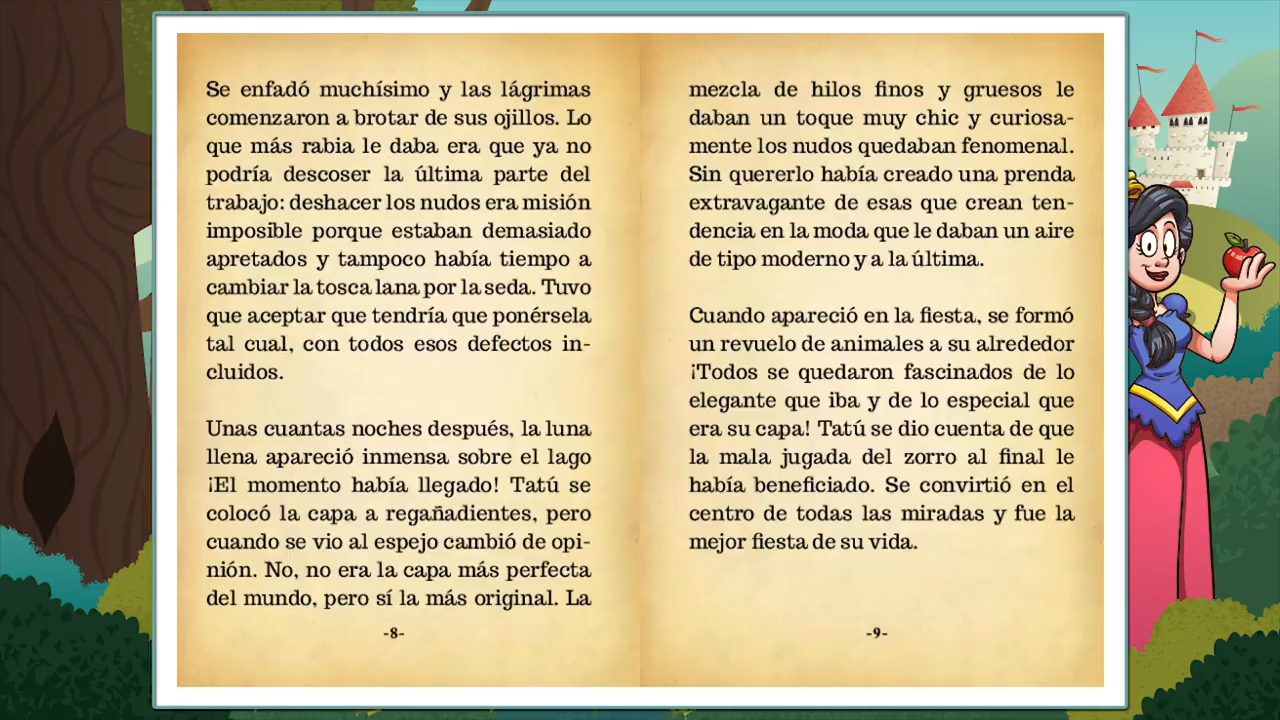 Se enfadó muchísimo y las lágrimas
comenzaron a brotar de sus ojillos. Lo
que más rabia le daba era que ya no
podría descoser la última parte del
trabajo: deshacer los nudos era misión
imposible porque estaban demasiado
apretados y tampoco había tiempo a
cambiar la tosca lana por la seda. Tuvo
que aceptar que tendría que ponérsela
tal cual, con todos esos defectos in-
cluidos.
Unas cuantas noches después, la luna
llena apareció inmensa sobre el lago
¡El momento había llegado! Tatú se
colocó la capa a regañadientes, pero
cuando se vio al espejo cambió de opi-
nión. No, no era la capa más perfecta
del mundo, pero sí la más original. La
-8-
mezcla de hilos finos y gruesos le
daban un toque muy chic y curiosa-
mente los nudos quedaban fenomenal.
Sin quererlo había creado una prenda
extravagante de esas que crean ten-
dencia en la moda que le daban un aire
de tipo moderno y a la última.
Cuando apareció en la fiesta, se formó
un revuelo de animales a su alrededor
¡Todos se quedaron fascinados de lo
elegante que iba y de lo especial que
era su capa! Tatú se dio cuenta de que
la mala jugada del zorro al final le
había beneficiado. Se convirtió en el
centro de todas las miradas y fue la
mejor fiesta de su vida.
-9-